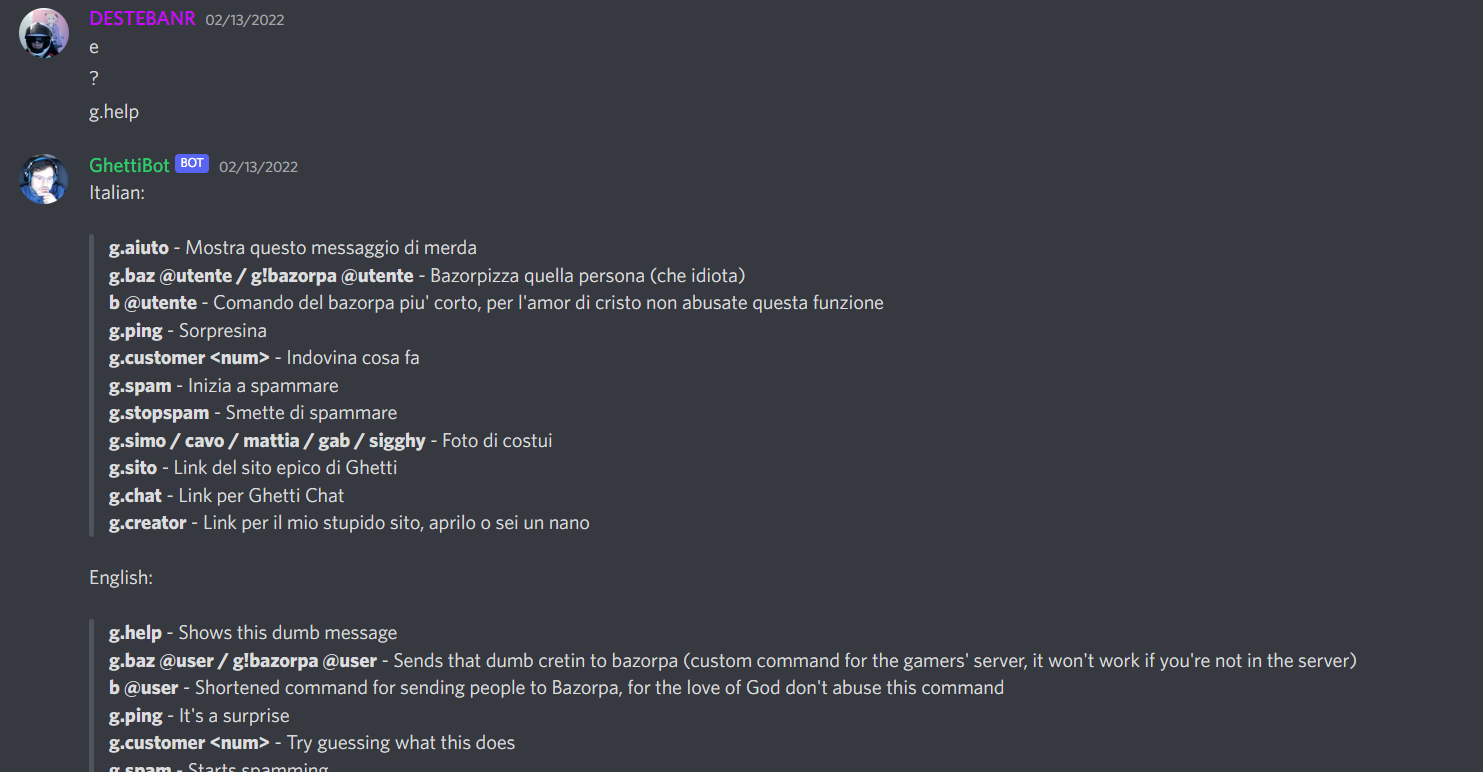 DESTEBANR 02/13/2022
e
?
g.help
GhettiBot BOT 02/13/2022
Italian:
g.aiuto - Mostra questo messaggio di merda
g.baz @utente / g!bazorpa @utente - Bazorpizza quella persona (che idiota)
b @utente - Comando del bazorpa piu' corto, per l'amor di cristo non abusate questa funzione
g.ping - Sorpresina
g.customer <num> - Indovina cosa fa
g.spam - Inizia a spammare
g.stopspam - Smette di spammare
g.simo / cavo / mattia / gab / sigghy - Foto di costui
g.sito - Link del sito epico di Ghetti
g.chat - Link per Ghetti Chat
g.creator - Link per il mio stupido sito, aprilo o sei un nano
English:
g.help - Shows this dumb message
g.baz @user / g!bazorpa @user - Sends that dumb cretin to bazorpa (custom command for the gamers' server, it won't work if you're not in the server)
b @user - Shortened command for sending people to Bazorpa, for the love of God don't abuse this command
g.ping - It's a surprise
g.customer <num> - Try guessing what this does
g.spam - Starts spamming